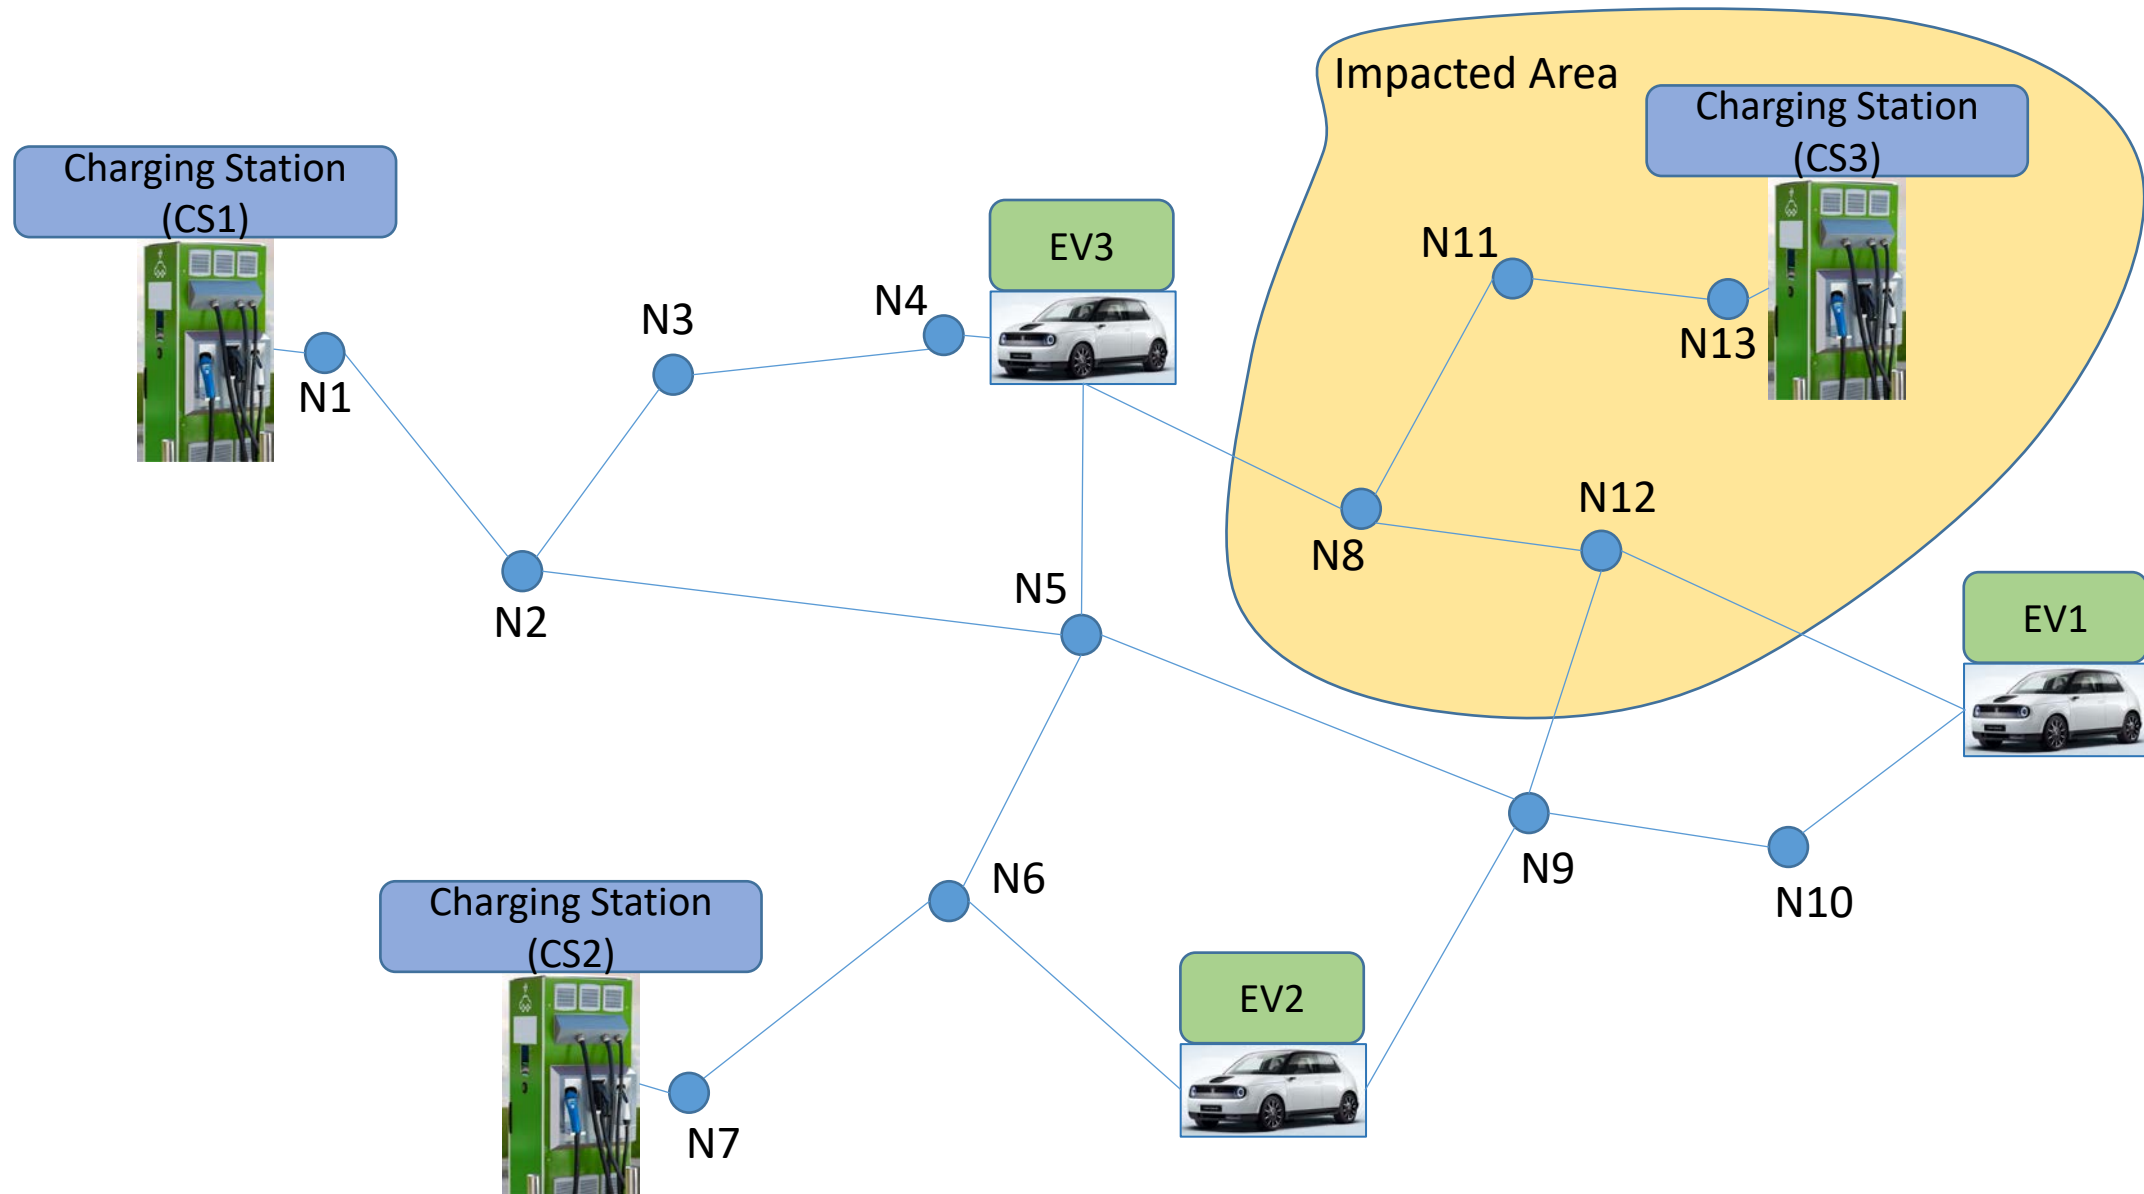 Impacted Area
Charging Station
(CS3)
Charging Station
(CS1)
EV3
N11
N4
N3
N13
N1
N12
N8
N5
EV1
N2
N9
N6
N10
Charging Station
(CS2)
EV2
N7